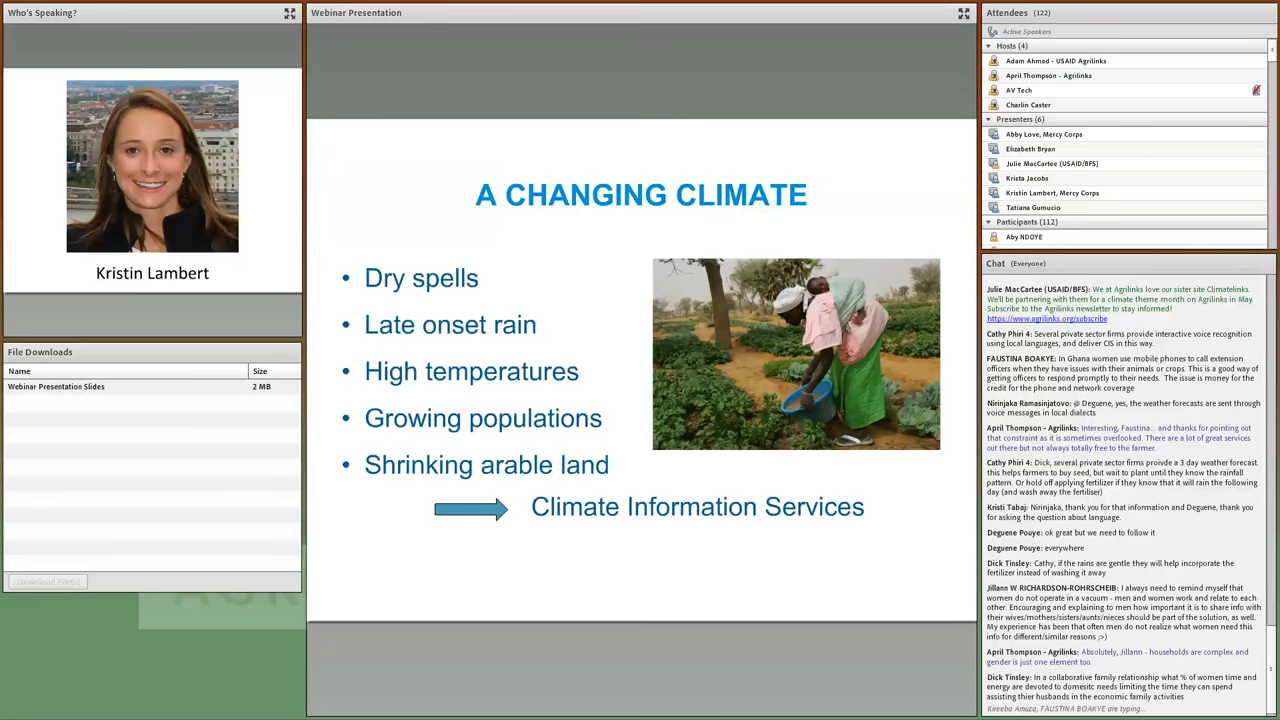 Who's Speaking?
Kristin Lambert
File Downloads
Name Size
Webinar Presentation Slides 2 MB
Download File(s)
Webinar Presentation
A CHANGING CLIMATE
• Dry spells
• Late onset rain
• High temperatures
• Growing populations
• Shrinking arable land
Climate Information Services
Attendees (122)
Active Speakers
Hosts (4)
Adam Ahmed - USAID Agrilinks
April Thompson - Agrilinks
AV Tech
Charlin Caster
Presenters (6)
Abby Love, Mercy Corps
Elizabeth Bryan
Julie MacCartee (USAID/BFS)
Krista Jacobs
Kristin Lambert, Mercy Corps
Tatiana Gumucio
Participants (112)
Aby NDOYE
Chat (Everyone)
Julie MacCartee (USAID/BFS): We at Agrilinks love our sister site Climatelinks.
We'll be partnering with them for a climate theme month on Agrilinks in May.
Subscribe to the Agrilinks newsletter to stay informed!
https://www.agrilinks.org/subscribe
Cathy Phiri 4: Several private sector firms provide interactive voice recognition
using local languages, and deliver CIS in this way.
FAUSTINA BOAKYE: In Ghana women use mobile phones to call extension
officers when they have issues with their animals or crops. This is a good way of
getting officers to respond promptly to their needs. The issue is money for the
credit for the phone and network coverage
Nirinjaka Ramasinjatovo: @ Deguene, yes, the weather forecasts are sent through
voice messages in local dialects
April Thompson - Agrilinks: Interesting, Faustina... and thanks for pointing out
that constraint as it is sometimes overlooked. There are a lot of great services
out there but not always totally free to the farmer.
Cathy Phiri 4: Dick, several private sector firms proivde a 3 day weather forecast.
this helps farmers to buy seed, but wait to plant until they know the rainfall
pattern. Or hold off applying fertilizer if they know that it will rain the following
day (and wash away the fertiliser)
Kristi Tabaj: Nirinjaka, thank you for that information and Deguene, thank you
for asking the question about language.
Deguene Pouye: ok great but we need to follow it
Deguene Pouye: everywhere
Dick Tinsley: Cathy, if the rains are gentle they will help incorporate the
fertilizer instead of washing it away
Jillann W RICHARDSON-ROHRSCHEIB: I always need to remind myself that
women do not operate in a vacuum - men and women work and relate to each
other. Encouraging and explaining to men how important it is to share info with
their wives/mothers/sisters/aunts/nieces should be part of the solution, as well.
My experience has been that often men do not realize what women need this
info for different/similar reasons ;>)
April Thompson - Agrilinks: Absolutely, Jillann - households are complex and
gender is just one element too.
Dick Tinsley: In a collaborative family relationship what % of women time and
energy are devoted to domesitc needs limiting the time they can spend
assisting thier husbands in the economic family activities
Kireeba Amuza, FAUSTINA BOAKYE are typing...